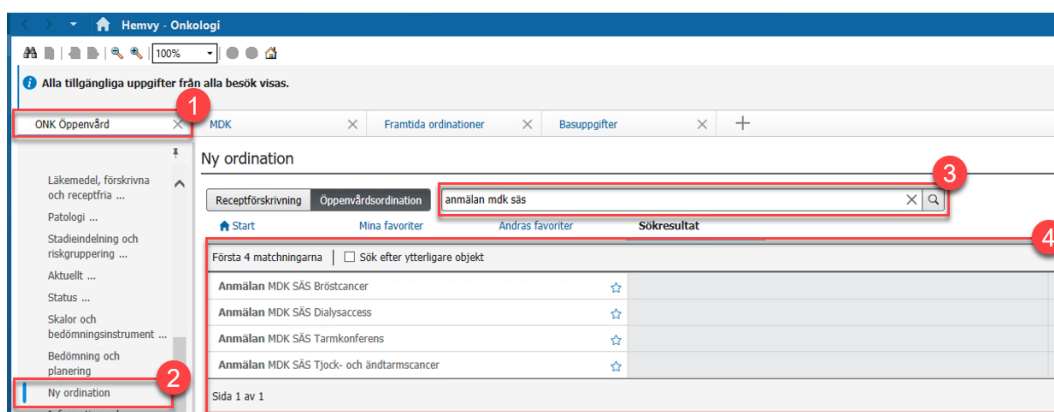 Hemvy - Onkologi
100%
Alla tillgängliga uppgifter från alla besök visas.
1
ONK Öppenvård
MDK
Framtida ordinationer
Basuppgifter
Läkemedel, förskrivna
och receptfria ...
Patologi ...
Stadieindelning och
riskgruppering ...
Aktuellt ...
Status ...
Skalor och
bedömningsinstrument ...
Bedömning och
planering
2
Ny ordination
Ny ordination
3
Receptförskrivning
Öppenvårdsordination
anmälan mdk säs
Start
Mina favoriter
Andras favoriter
Sökresultat
4
Första 4 matchningarna
Sök efter ytterligare objekt
Anmälan MDK SÄS Bröstcancer
Anmälan MDK SÄS Dialysaccess
Anmälan MDK SÄS Tarmkonferens
Anmälan MDK SÄS Tjock- och ändtarmscancer
Sida 1 av 1